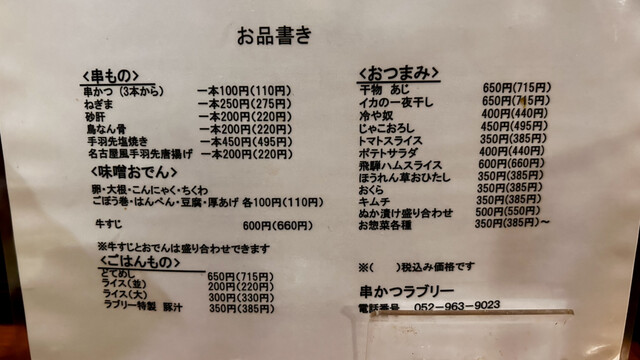 お品書き
<串もの>
串かつ (3本から) 一本100円(110円)
ねぎま 一本250円(275円)
砂肝 一本200円(220円)
鳥なん骨 一本200円(220円)
手羽先塩焼き 一本450円(495円)
名古屋風手羽先唐揚げ 一本200円(220円)
<味噌おでん>
卵・大根・こんにゃく・ちくわ
ごぼう巻・はんぺん・豆腐・厚あげ 各100円(110円)
牛すじ 600円(660円)
※牛すじとおでんは盛り合わせできます
<ごはんもの>
どてめし 650円(715円)
ライス(並) 200円(220円)
ライス(大) 300円(330円)
ラブリー特製 豚汁 350円(385円)
<おつまみ>
干物 あじ 650円(715円)
イカの一夜干し 650円(715円)
冷や奴 400円(440円)
じゃこおろし 450円(495円)
トマトスライス 350円(385円)
ポテトサラダ 400円(440円)
飛騨ハムスライス 600円(660円)
ほうれん草おひたし 350円(385円)
おくら 350円(385円)
キムチ 350円(385円)
ぬか漬け盛り合わせ 500円(550円)
お惣菜各種 350円(385円)~
※( )税込み価格です
串かつラブリー
電話番号 052-963-9023